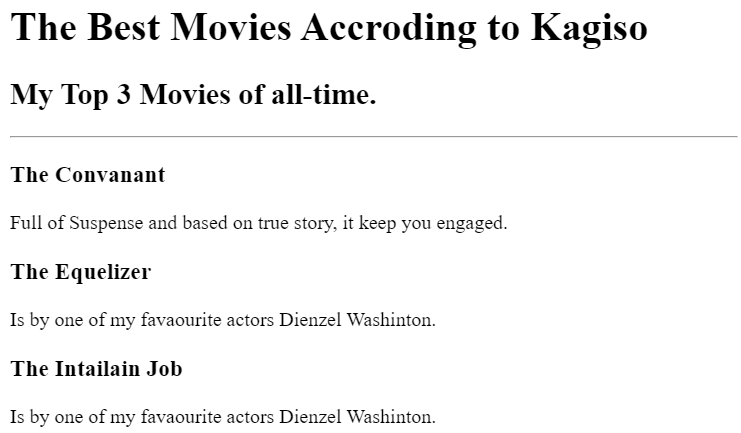 The Best Movies Accroding to Kagiso
My Top 3 Movies of all-time.
The Convanant
Full of Suspense and based on true story, it keep you engaged.
The Equelizer
Is by one of my favaourite actors Dienzel Washinton.
The Intailain Job
Is by one of my favaourite actors Dienzel Washinton.